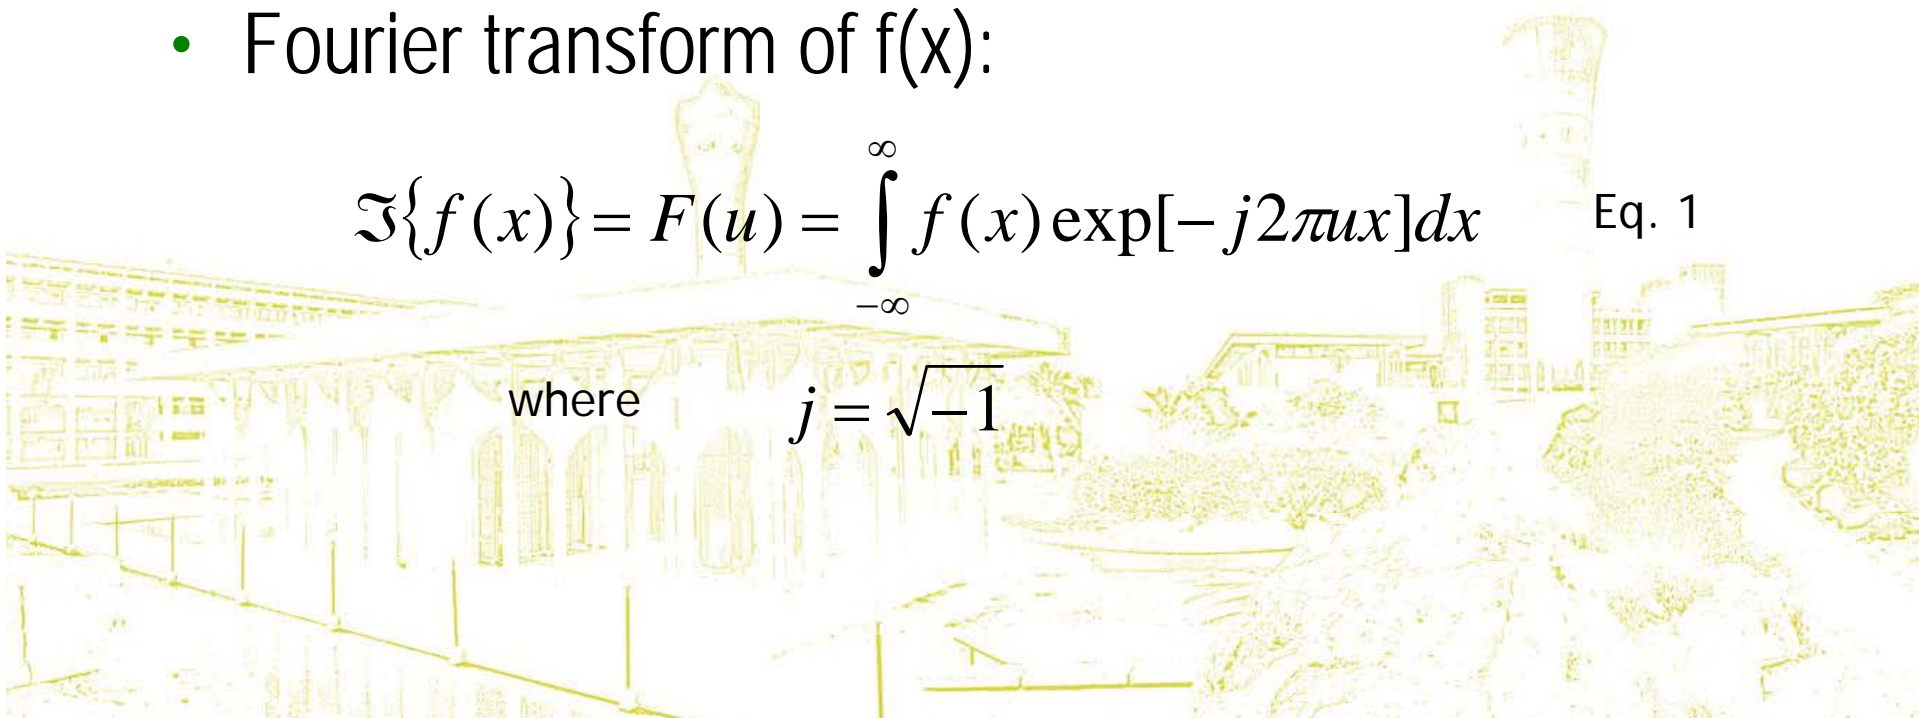 • Fourier transform of f(x):
ℑ{f(x)} = F(u) = ∫_{−∞}^{∞} f(x) exp[−j2πux]dx Eq. 1
where j = √−1